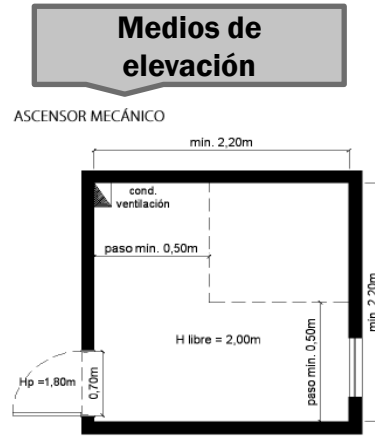 Medios de
elevación
ASCENSOR MECÁNICO
min. 2,20m
cond.
ventilación
paso min. 0,50m
H libre = 2,00m
Hp =1,80m
0,70m
paso min. 0,50m
min. 2,20m